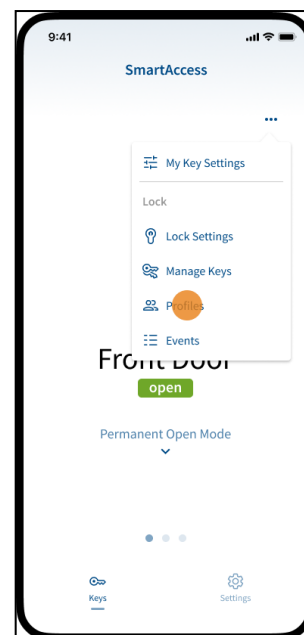 9:41
SmartAccess
My Key Settings
Lock
Lock Settings
Manage Keys
Profiles
Events
Front Door
open
Permanent Open Mode
Keys
Settings